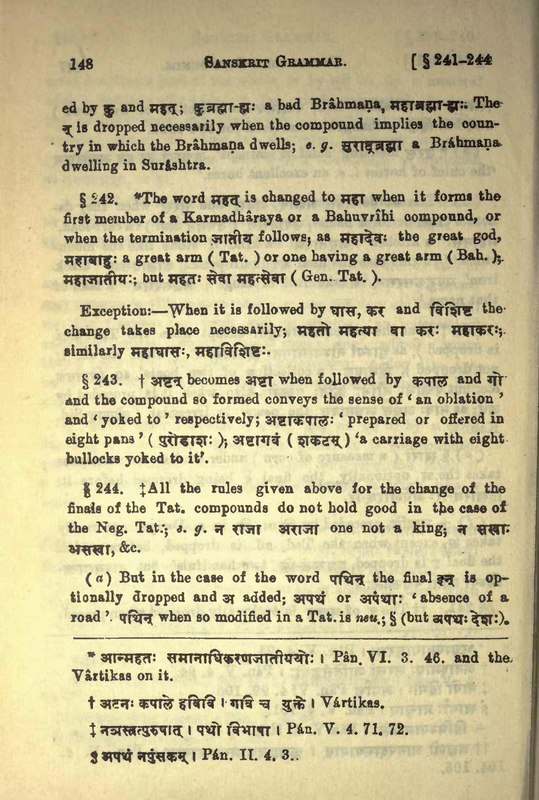 148 SANSKRIT GRAMMAR. [ § 241-244
ed by कु and महत्; कुब्रह्मा-ह्मः a bad Brâhmaṇa, महाब्रह्मा-ह्मः. The
न् is dropped necessarily when the compound implies the coun-
try in which the Brâhmaṇa dwells; e. g. सुराष्ट्रब्रह्मा a Brâhmaṇa
dwelling in Surâshtra.
§ 242. *The word महत् is changed to महा when it forms the
first member of a Karmadhâraya or a Bahuvrîhi compound, or
when the termination जातीय follows; as महादेवः the great god,
महाबाहुः a great arm ( Tat. ) or one having a great arm ( Bah. );
महाजातीयः; but महतः सेवा महत्सेवा ( Gen. Tat. ).
Exception:—When it is followed by घास, कर and विशिष्ट the
change takes place necessarily; महतो महत्या वा करः महाकरः;
similarly महाघासः, महाविशिष्टः.
§ 243. † अष्टन् becomes अष्टा when followed by कपाल and गो
and the compound so formed conveys the sense of ' an oblation '
and ' yoked to ' respectively; अष्टाकपालः ' prepared or offered in
eight pans ' ( पुरोडाशः ); अष्टागवं ( शकटम् ) 'a carriage with eight
bullocks yoked to it'.
§ 244. ‡All the rules given above for the change of the
finals of the Tat. compounds do not hold good in the case of
the Neg. Tat.; e. g. न राजा अराजा one not a king; न सखा
असखा, &c.
(a) But in the case of the word पथिन् the final इन् is op-
tionally dropped and अ added; अपथं or अपंथाः ' absence of a
road '. पथिन् when so modified in a Tat. is neu.; § (but अपथः देशः).
* आन्महतः समानाधिकरणजातीययोः । Pân. VI. 3. 46. and the
Vârtikas on it.
† अटनः कपाले हविषि । गवि च युक्ते । Vârtikas.
‡ नञस्तत्पुरुषात् । पथो विभाषा । Pán. V. 4. 71. 72.
§ अपथं नपुंसकम् । Pán. II. 4. 3..